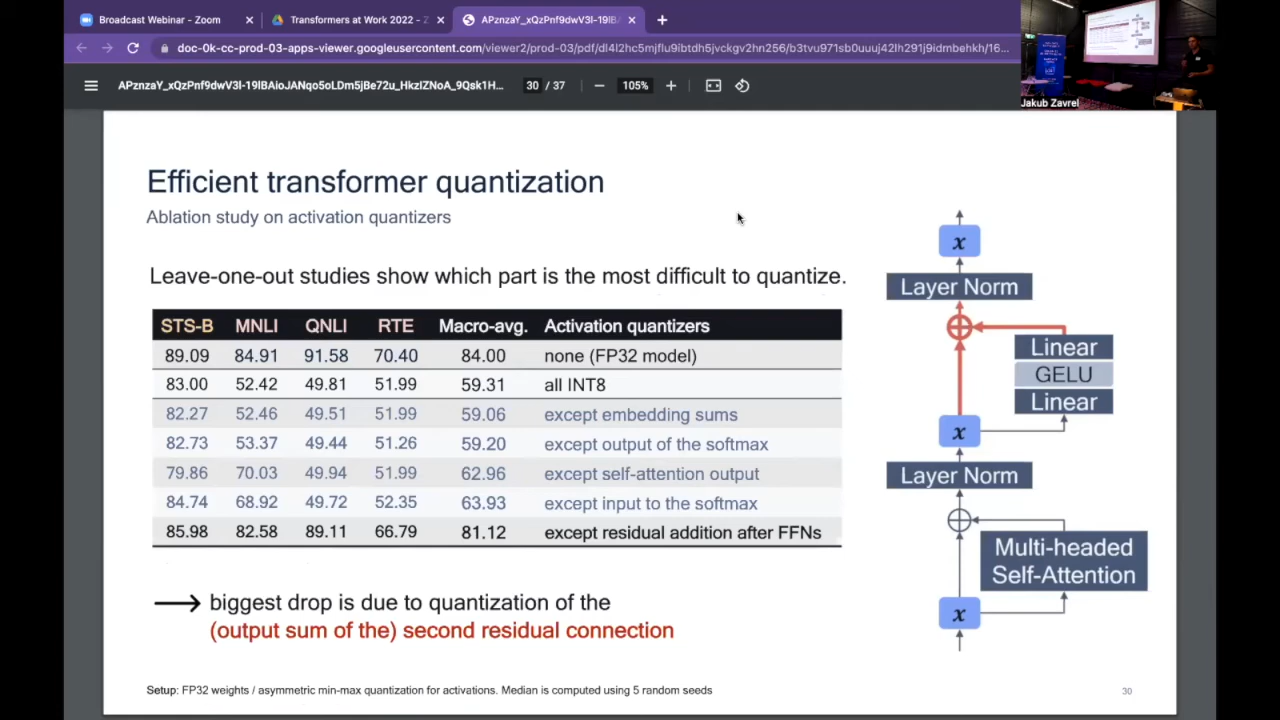 Broadcast Webinar - Zoom
Transformers at Work 2022 - Z
APznzaY_xQzPnf9dwV3l-19lBA
doc-0k-cc-prod-03-apps-viewer.googleusercontent.com/viewer2/prod-03/pdf/dl4l2hc5mjflu9ibtdh5jvckgv2hn256/b3tvu971sb0uuuj42lh291j9idmbehkh/16...
30 / 37
105%
Jakub Zavrel
Efficient transformer quantization
Ablation study on activation quantizers
Leave-one-out studies show which part is the most difficult to quantize.
STS-B MNLI QNLI RTE Macro-avg. Activation quantizers
89.09 84.91 91.58 70.40 84.00 none (FP32 model)
83.00 52.42 49.81 51.99 59.31 all INT8
82.27 52.46 49.51 51.99 59.06 except embedding sums
82.73 53.37 49.44 51.26 59.20 except output of the softmax
79.86 70.03 49.94 51.99 62.96 except self-attention output
84.74 68.92 49.72 52.35 63.93 except input to the softmax
85.98 82.58 89.11 66.79 81.12 except residual addition after FFNs
biggest drop is due to quantization of the
(output sum of the) second residual connection
x
Layer Norm
Linear
GELU
Linear
x
Layer Norm
Multi-headed
Self-Attention
x
Setup: FP32 weights / asymmetric min-max quantization for activations. Median is computed using 5 random seeds
30